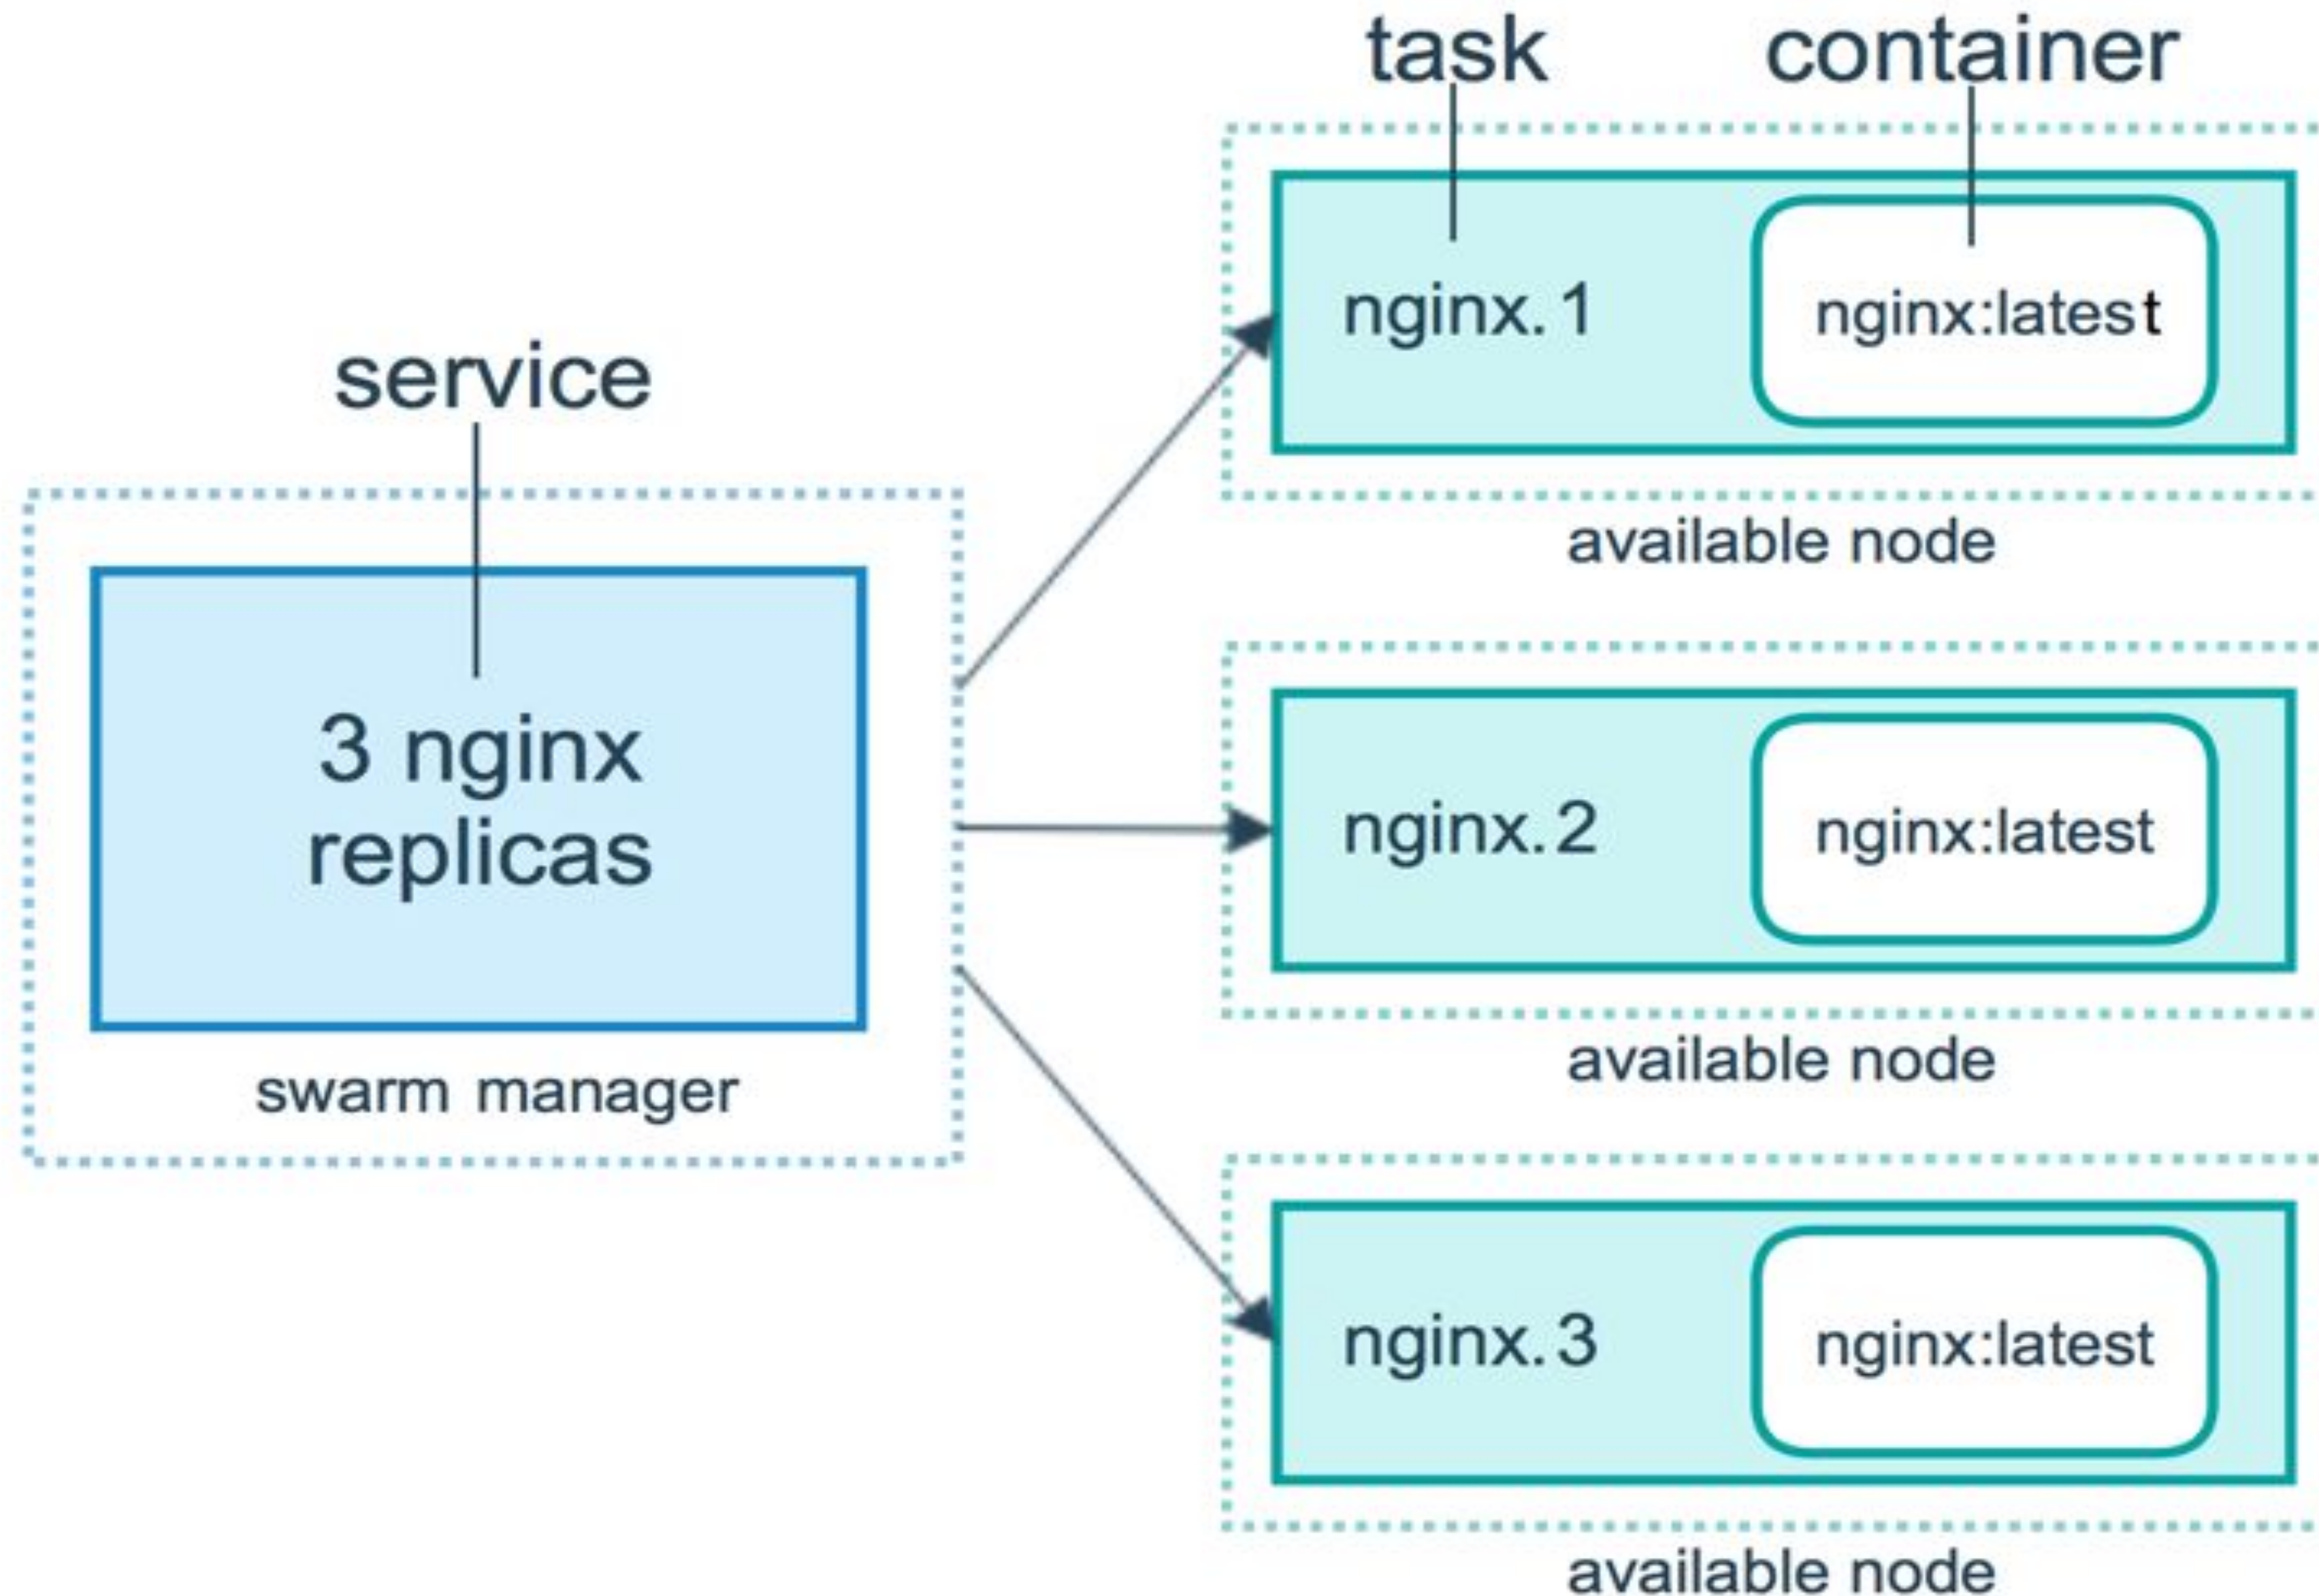 task
container
nginx.1
nginx:latest
available node
service
3 nginx
replicas
swarm manager
nginx.2
nginx:latest
available node
nginx.3
nginx:latest
available node